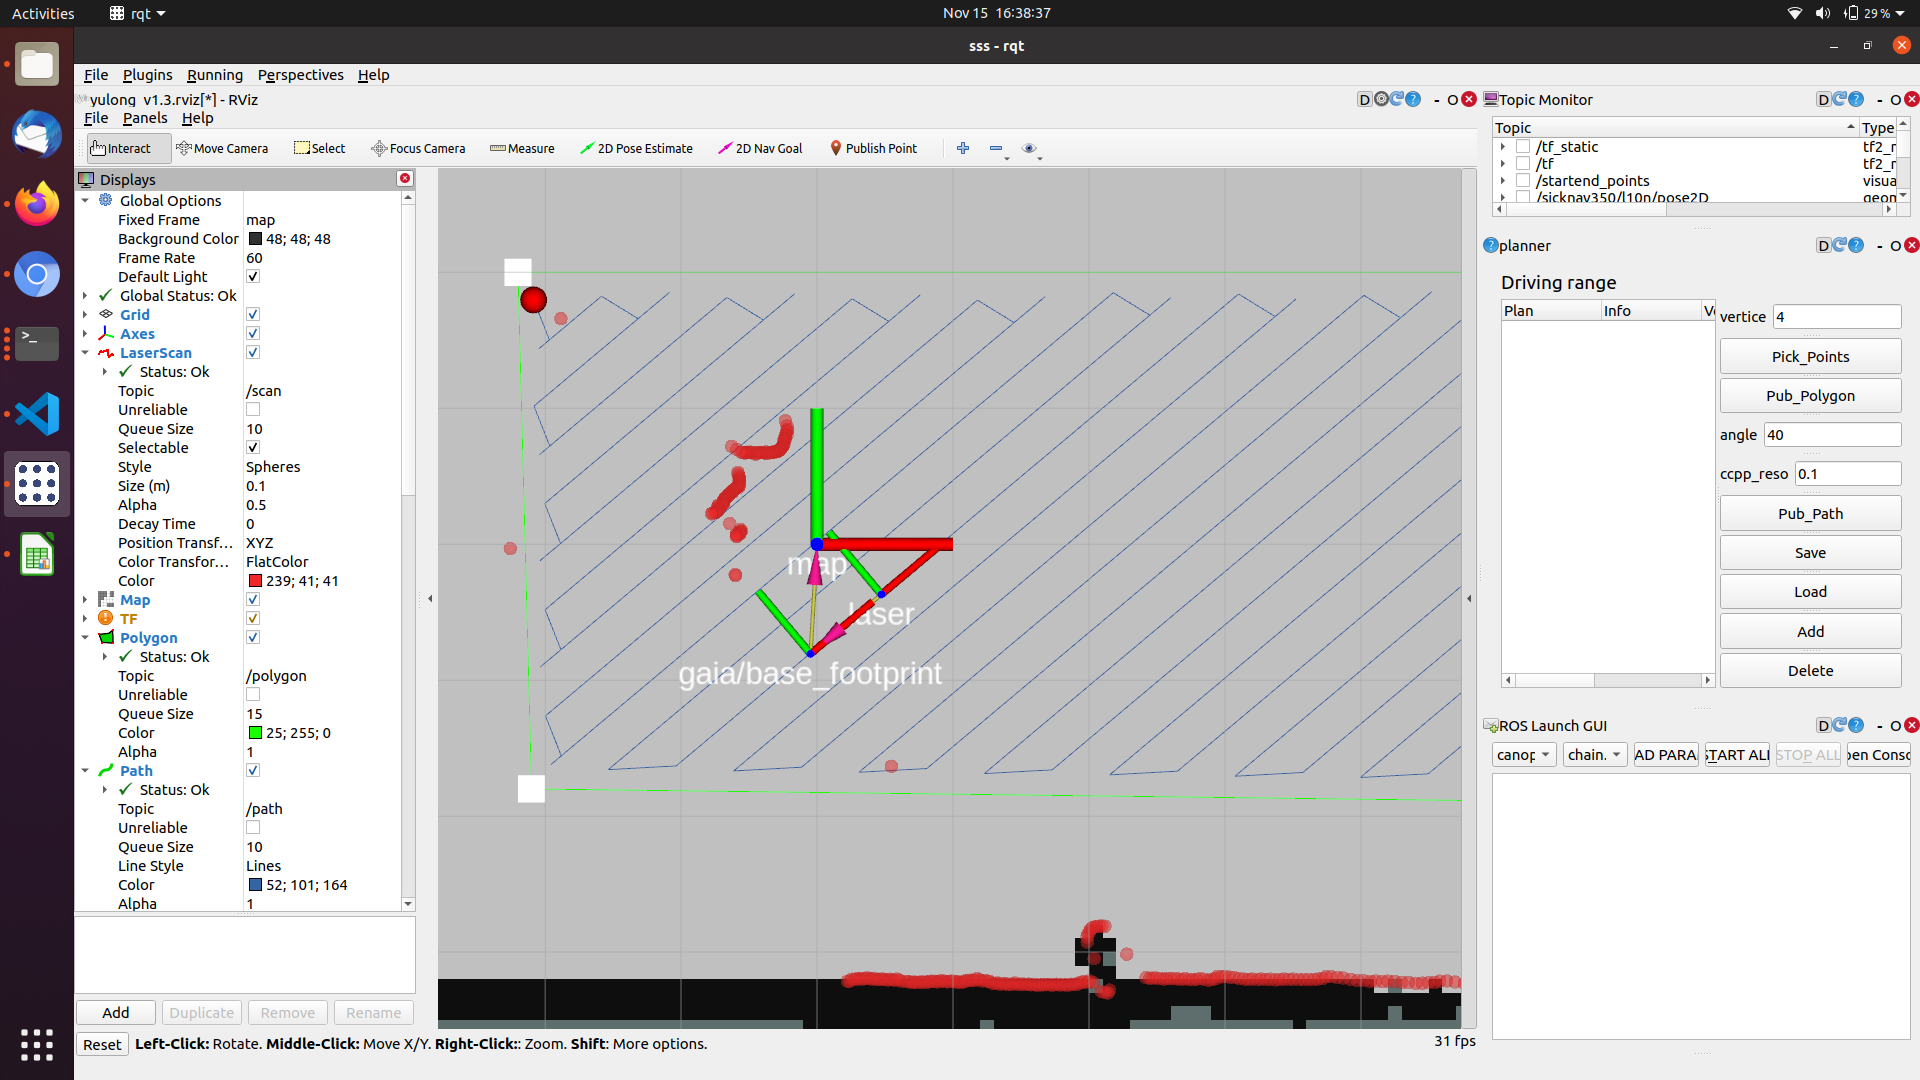 Activities
rqt
Nov 15 16:38:37
29 %
sss - rqt
File Plugins Running Perspectives Help
yulong_v1.3.rviz[*] - RViz
D
- O
File Panels Help
Interact
Move Camera
Select
Focus Camera
Measure
2D Pose Estimate
2D Nav Goal
Publish Point
Displays
Global Options
Fixed Frame map
Background Color 48; 48; 48
Frame Rate 60
Default Light
Global Status: Ok
Grid
Axes
LaserScan
Status: Ok
Topic /scan
Unreliable
Queue Size 10
Selectable
Style Spheres
Size (m) 0.1
Alpha 0.5
Decay Time 0
Position Transf... XYZ
Color Transfor... FlatColor
Color 239; 41; 41
Map
TF
Polygon
Status: Ok
Topic /polygon
Unreliable
Queue Size 15
Color 25; 255; 0
Alpha 1
Path
Status: Ok
Topic /path
Unreliable
Queue Size 10
Line Style Lines
Color 52; 101; 164
Alpha 1
Add
Duplicate
Remove
Rename
Reset
Left-Click: Rotate. Middle-Click: Move X/Y. Right-Click:: Zoom. Shift: More options.
31 fps
map
laser
gaia/base_footprint
Topic Monitor
D
- O
Topic Type
/tf_static tf2_r
/tf tf2_r
/startend_points visua
/sicknav350/l10n/pose2D geon
planner
D
- O
Driving range
Plan Info
vertice 4
Pick_Points
Pub_Polygon
angle 40
ccpp_reso 0.1
Pub_Path
Save
Load
Add
Delete
ROS Launch GUI
D
- O
canop
chain.
AD PARA
START ALL
STOP ALL
pen Conso